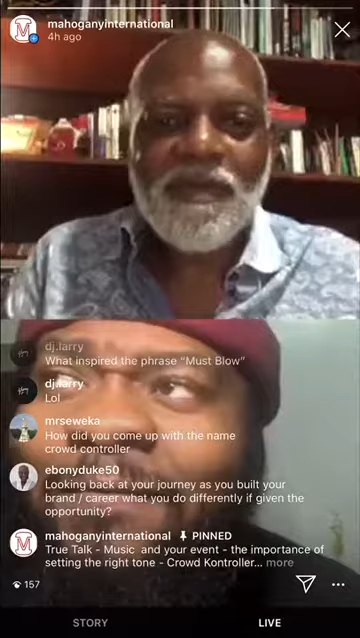 mahoganyinternational
4h ago
dj.larry
What inspired the phrase “Must Blow”
dj.larry
Lol
mrseweka
How did you come up with the name
crowd controller
ebonyduke50
Looking back at your journey as you built your
brand / career what you do differently if given the
opportunity?
mahoganyinternational PINNED
True Talk - Music and your event - the importance of
setting the right tone - Crowd Kontroller... more
157
STORY
LIVE